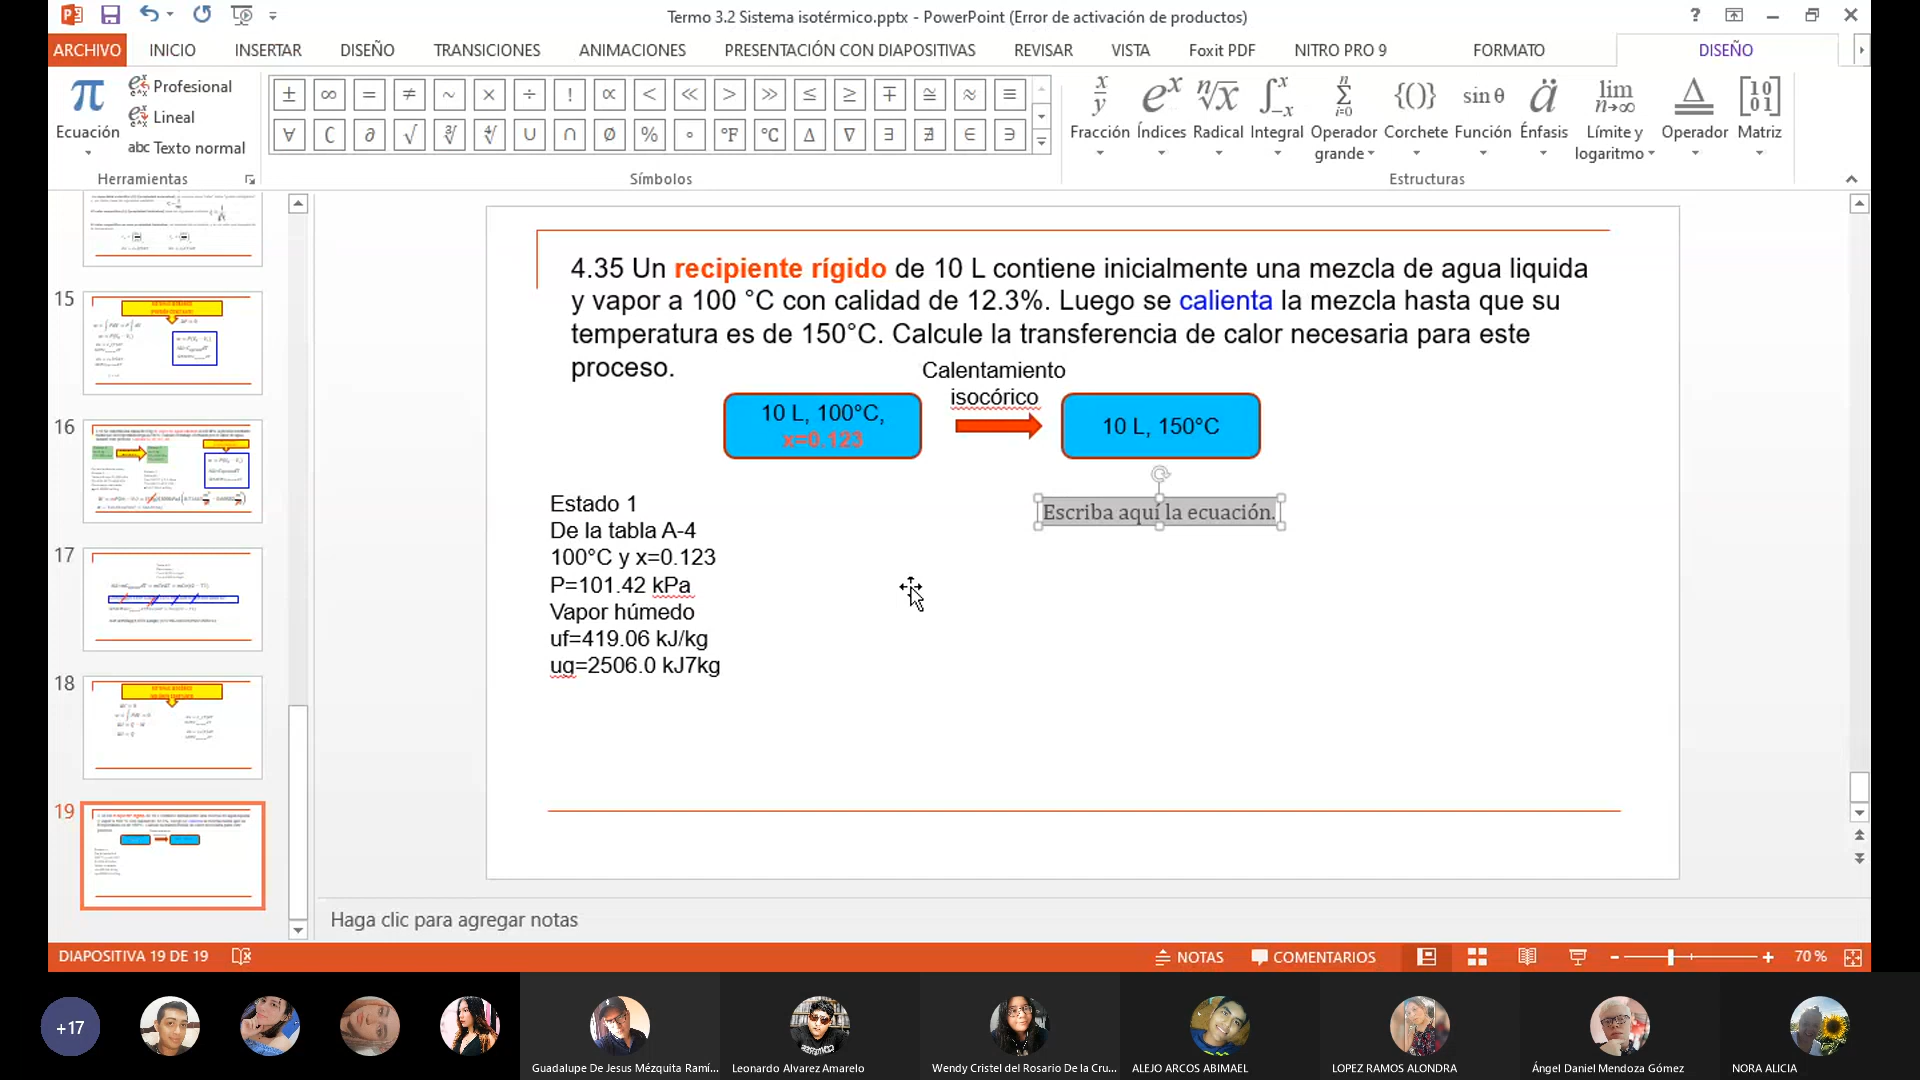 Termo 3.2 Sistema isotérmico.pptx - PowerPoint (Error de activación de productos)
ARCHIVO INICIO INSERTAR DISEÑO TRANSICIONES ANIMACIONES PRESENTACIÓN CON DIAPOSITIVAS REVISAR VISTA Foxit PDF NITRO PRO 9 FORMATO DISEÑO
π Ecuación
Profesional
Lineal
abc Texto normal
Herramientas
± ∞ = ≠ ~ × ÷ ! ∝ < ≪ > ≫ ≤ ≥ ∓ ≅ ≈ ≡
∀ ∁ ∂ √ ∛ ∜ ∪ ∩ ∅ % ° °F °C ∆ ∇ ∃ ∄ ∈ ∋
Símbolos
Fracción Índices Radical Integral Operador grande Corchete Función Énfasis Límite y logaritmo Operador Matriz
Estructuras
15
16
17
18
19
4.35 Un recipiente rígido de 10 L contiene inicialmente una mezcla de agua liquida
y vapor a 100 °C con calidad de 12.3%. Luego se calienta la mezcla hasta que su
temperatura es de 150°C. Calcule la transferencia de calor necesaria para este
proceso.
Calentamiento
isocórico
10 L, 100°C,
x=0.123
10 L, 150°C
Escriba aquí la ecuación.
Estado 1
De la tabla A-4
100°C y x=0.123
P=101.42 kPa
Vapor húmedo
uf=419.06 kJ/kg
ug=2506.0 kJ7kg
Haga clic para agregar notas
DIAPOSITIVA 19 DE 19 NOTAS COMENTARIOS 70 %
+17
Guadalupe De Jesus Mézquita Ramí...
Leonardo Alvarez Amarelo
Wendy Cristel del Rosario De la Cru...
ALEJO ARCOS ABIMAEL
LOPEZ RAMOS ALONDRA
Ángel Daniel Mendoza Gómez
NORA ALICIA